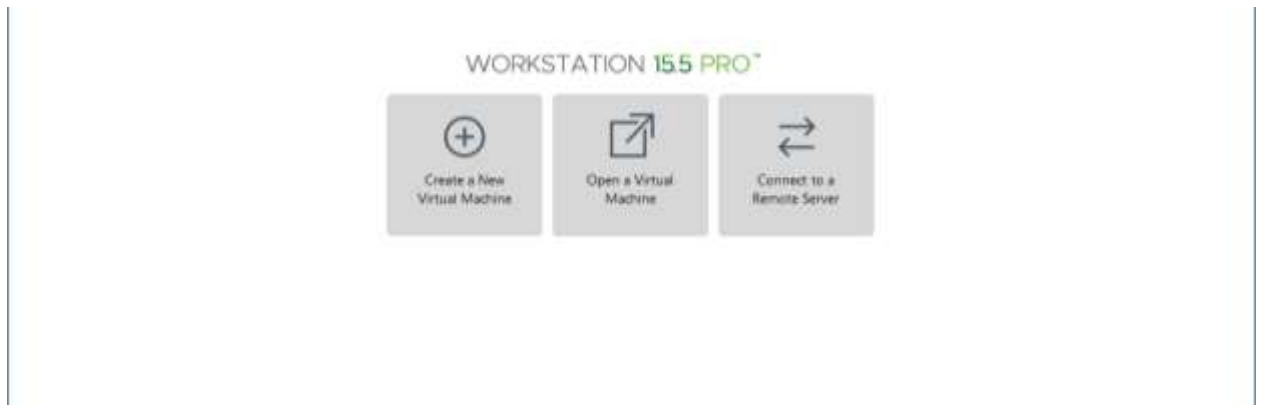 WORKSTATION 15.5 PRO™
Create a New
Virtual Machine
Open a Virtual
Machine
Connect to a
Remote Server